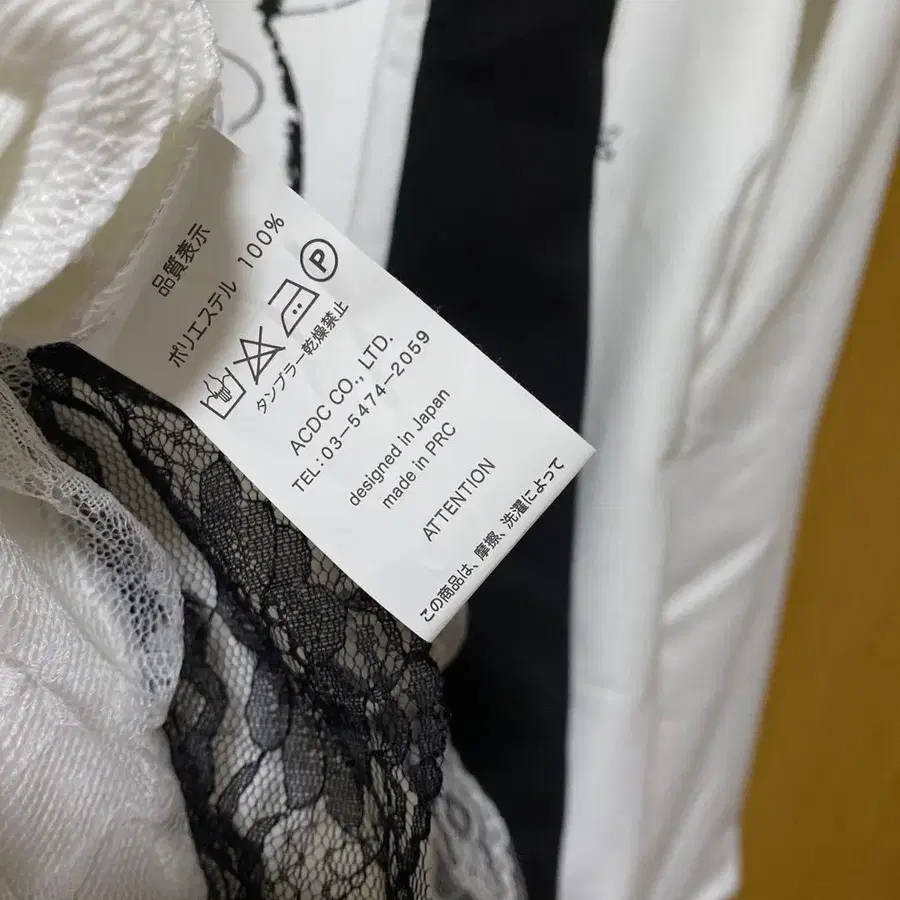 品質表示
ポリエステル 100%
P
タンブラー乾燥禁止
ACDC CO., LTD.
TEL:03-5474-2059
designed in Japan
made in PRC
ATTENTION
この商品は、摩擦、洗濯によって